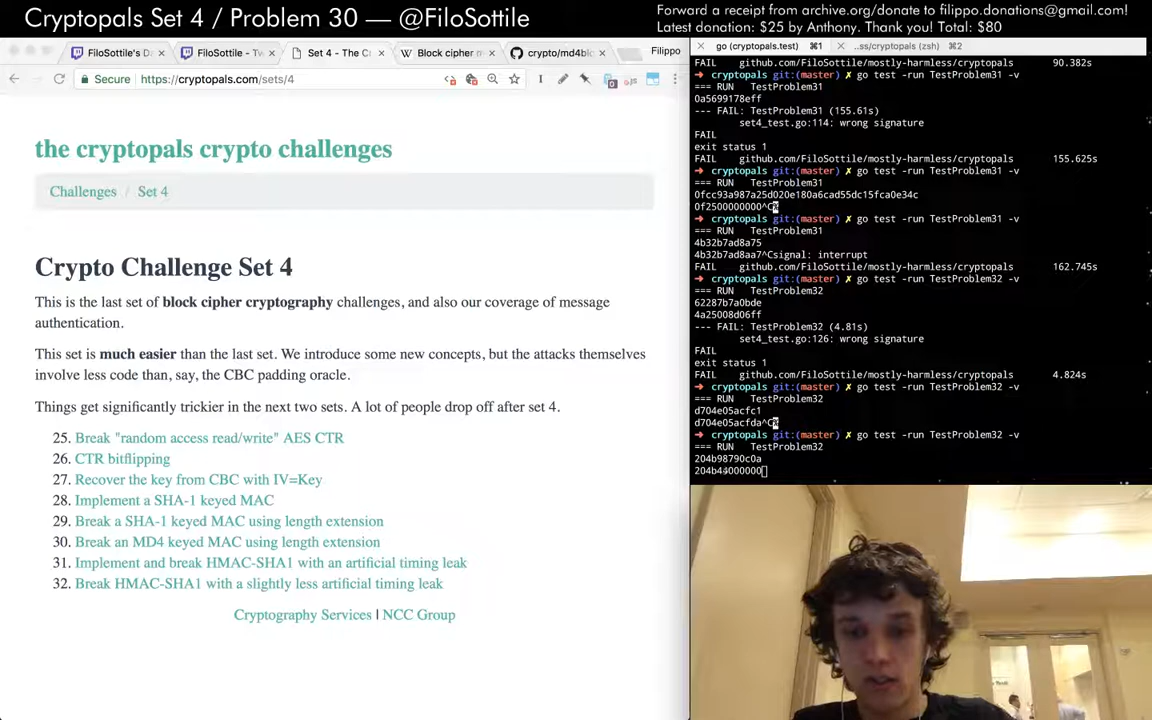 Cryptopals Set 4 / Problem 30 — @FiloSottile
Forward a receipt from archive.org/donate to filippo.donations@gmail.com!
Latest donation: $25 by Anthony. Thank you! Total: $80
FiloSottile's D
FiloSottile - Tw
Set 4 - The C
Block cipher m
crypto/md4blo
Filippo
Secure
https://cryptopals.com/sets/4
the cryptopals crypto challenges
Challenges / Set 4
Crypto Challenge Set 4
This is the last set of block cipher cryptography challenges, and also our coverage of message
authentication.
This set is much easier than the last set. We introduce some new concepts, but the attacks themselves
involve less code than, say, the CBC padding oracle.
Things get significantly trickier in the next two sets. A lot of people drop off after set 4.
25. Break "random access read/write" AES CTR
26. CTR bitflipping
27. Recover the key from CBC with IV=Key
28. Implement a SHA-1 keyed MAC
29. Break a SHA-1 keyed MAC using length extension
30. Break an MD4 keyed MAC using length extension
31. Implement and break HMAC-SHA1 with an artificial timing leak
32. Break HMAC-SHA1 with a slightly less artificial timing leak
Cryptography Services | NCC Group
go (cryptopals.test) ⌘1
..ss/cryptopals (zsh) ⌘2
FAIL github.com/FiloSottile/mostly-harmless/cryptopals 90.382s
➜ cryptopals git:(master) ✗ go test -run TestProblem31 -v
=== RUN TestProblem31
0a5699178eff
--- FAIL: TestProblem31 (155.61s)
set4_test.go:114: wrong signature
FAIL
exit status 1
FAIL github.com/FiloSottile/mostly-harmless/cryptopals 155.625s
➜ cryptopals git:(master) ✗ go test -run TestProblem31 -v
=== RUN TestProblem31
0fcc93a987a25d020e180a6cad55dc15fca0e34c
0f2500000000^C
➜ cryptopals git:(master) ✗ go test -run TestProblem31 -v
=== RUN TestProblem31
4b32b7ad8a75
4b32b7ad8aa7^Csignal: interrupt
FAIL github.com/FiloSottile/mostly-harmless/cryptopals 162.745s
➜ cryptopals git:(master) ✗ go test -run TestProblem32 -v
=== RUN TestProblem32
62287b7a0bde
4a25008d06ff
--- FAIL: TestProblem32 (4.81s)
set4_test.go:126: wrong signature
FAIL
exit status 1
FAIL github.com/FiloSottile/mostly-harmless/cryptopals 4.824s
➜ cryptopals git:(master) ✗ go test -run TestProblem32 -v
=== RUN TestProblem32
d704e05acfc1
d704e05acfda^C
➜ cryptopals git:(master) ✗ go test -run TestProblem32 -v
=== RUN TestProblem32
204b98790c0a
204b44000000